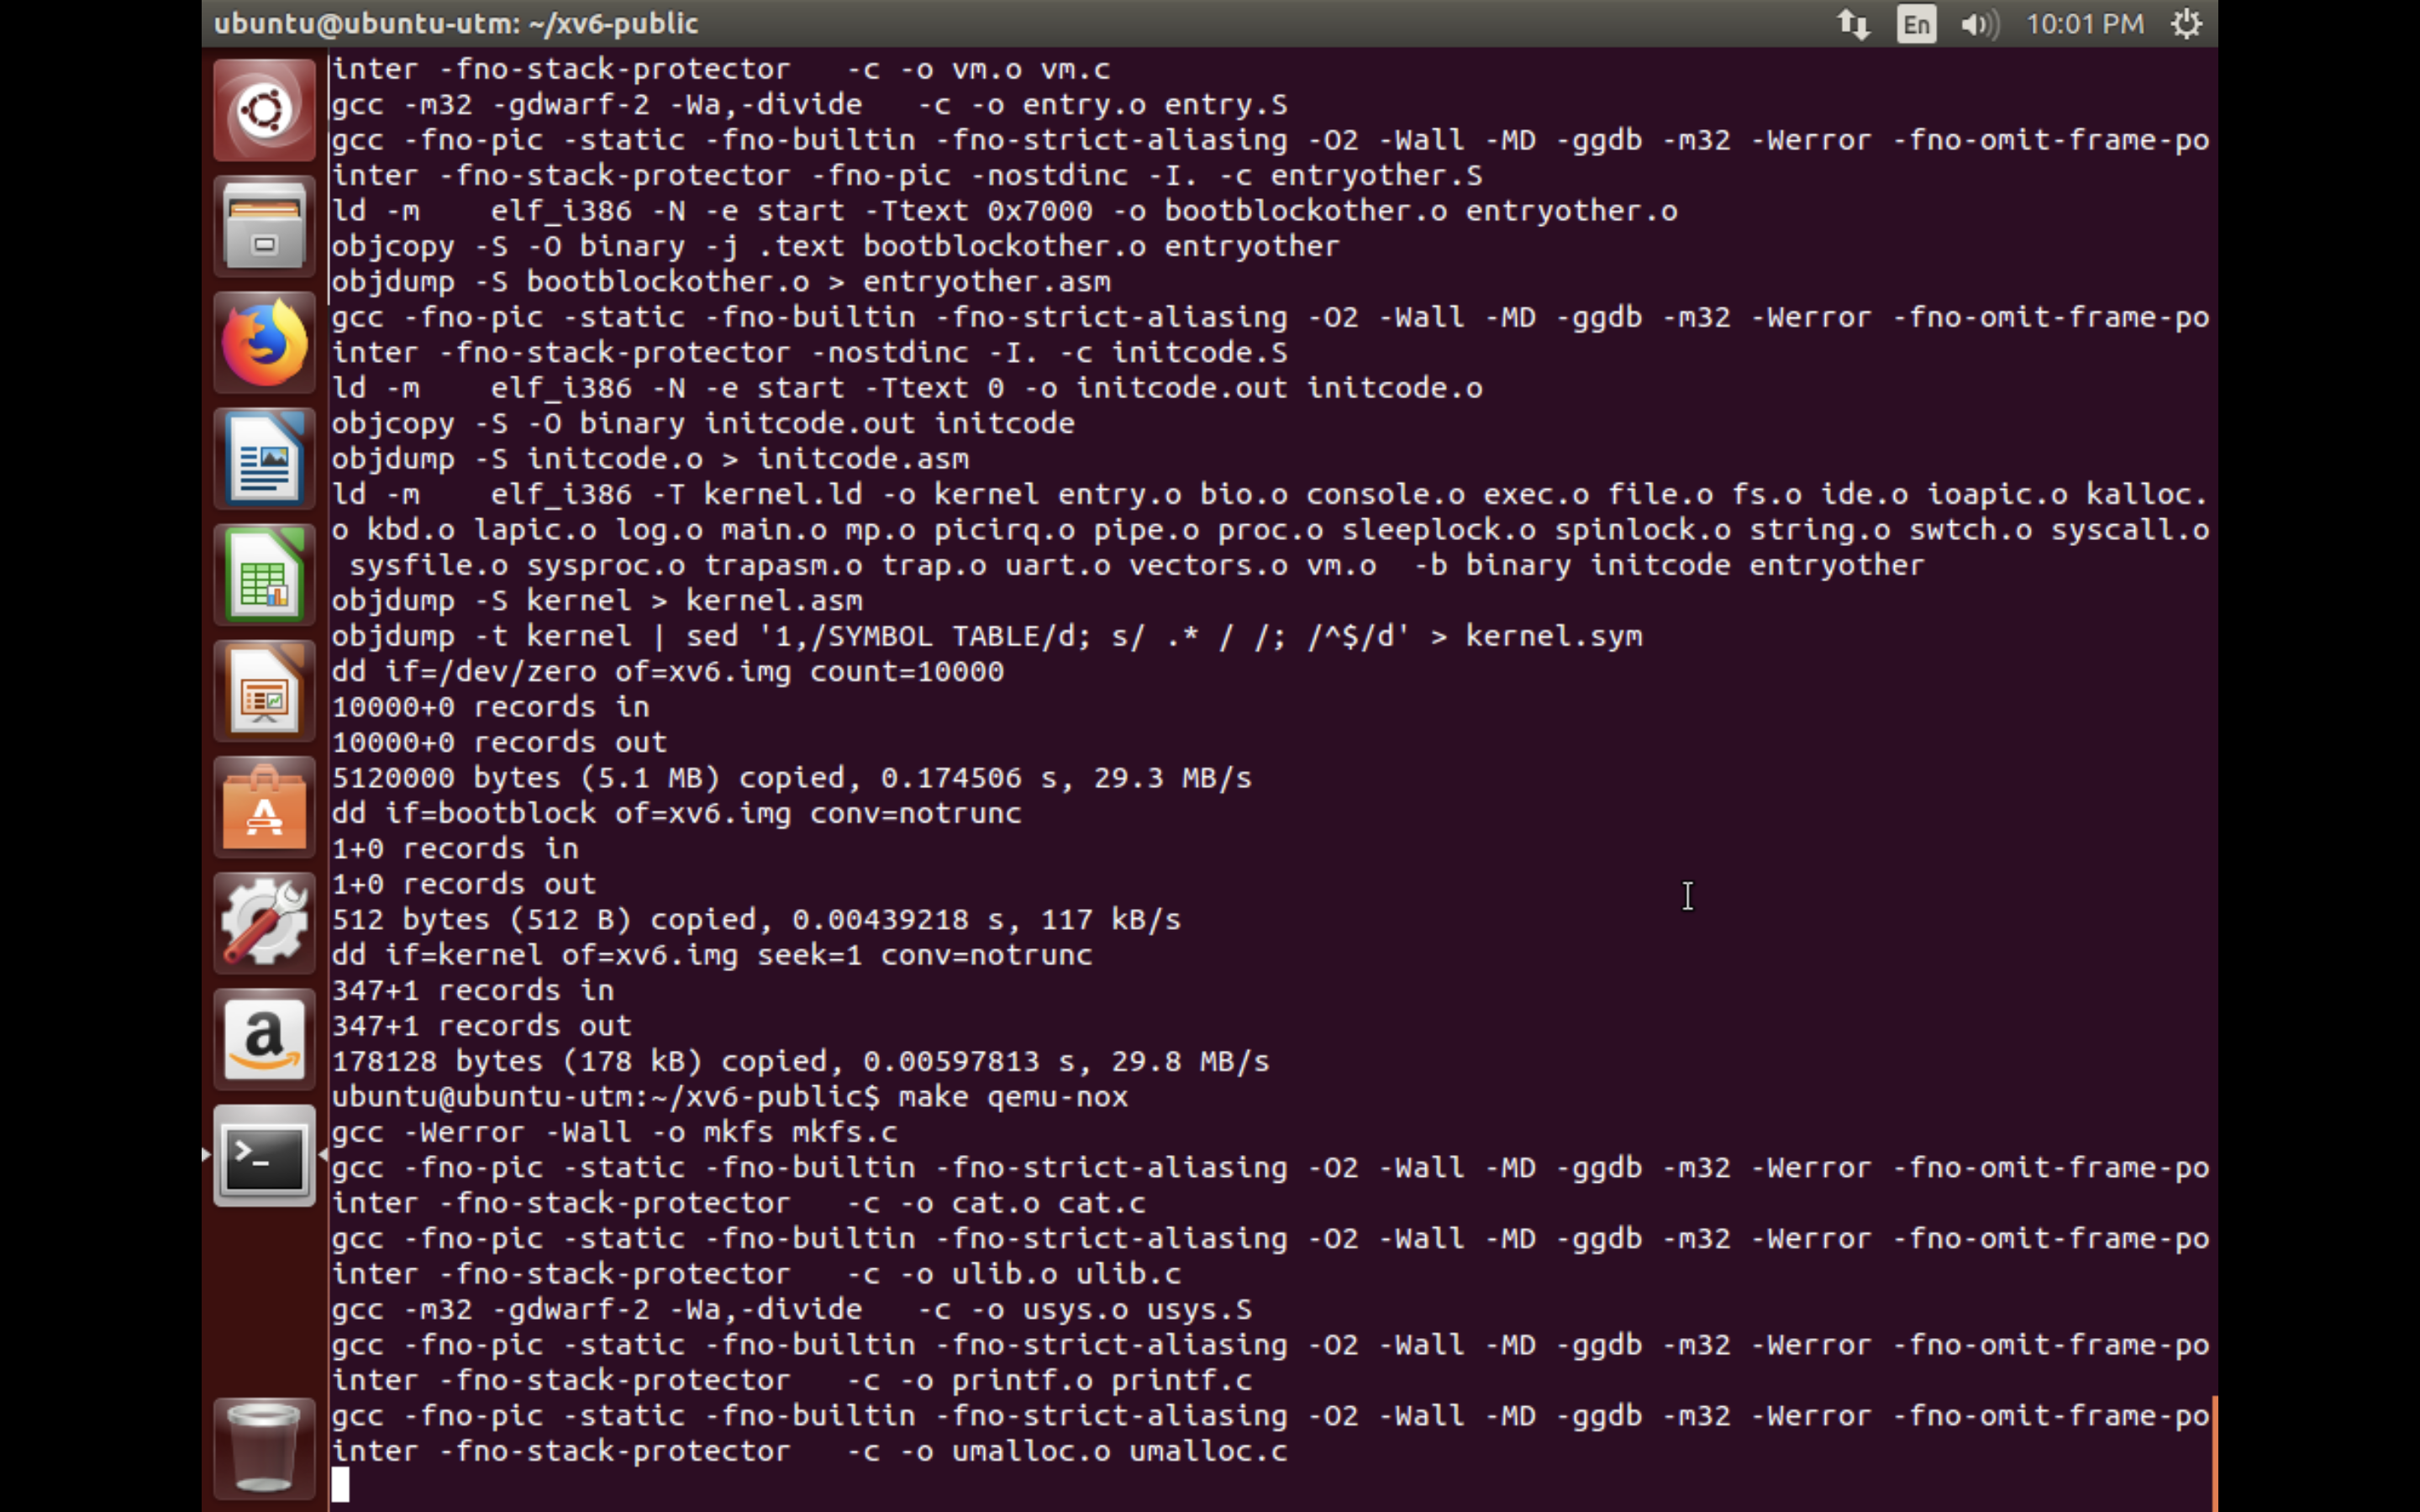 ubuntu@ubuntu-utm: ~/xv6-public
En
10:01 PM
inter -fno-stack-protector   -c -o vm.o vm.c
gcc -m32 -gdwarf-2 -Wa,-divide   -c -o entry.o entry.S
gcc -fno-pic -static -fno-builtin -fno-strict-aliasing -O2 -Wall -MD -ggdb -m32 -Werror -fno-omit-frame-po
inter -fno-stack-protector -fno-pic -nostdinc -I. -c entryother.S
ld -m    elf_i386 -N -e start -Ttext 0x7000 -o bootblockother.o entryother.o
objcopy -S -O binary -j .text bootblockother.o entryother
objdump -S bootblockother.o > entryother.asm
gcc -fno-pic -static -fno-builtin -fno-strict-aliasing -O2 -Wall -MD -ggdb -m32 -Werror -fno-omit-frame-po
inter -fno-stack-protector -nostdinc -I. -c initcode.S
ld -m    elf_i386 -N -e start -Ttext 0 -o initcode.out initcode.o
objcopy -S -O binary initcode.out initcode
objdump -S initcode.o > initcode.asm
ld -m    elf_i386 -T kernel.ld -o kernel entry.o bio.o console.o exec.o file.o fs.o ide.o ioapic.o kalloc.
o kbd.o lapic.o log.o main.o mp.o picirq.o pipe.o proc.o sleeplock.o spinlock.o string.o swtch.o syscall.o
 sysfile.o sysproc.o trapasm.o trap.o uart.o vectors.o vm.o  -b binary initcode entryother
objdump -S kernel > kernel.asm
objdump -t kernel | sed '1,/SYMBOL TABLE/d; s/ .* / /; /^$/d' > kernel.sym
dd if=/dev/zero of=xv6.img count=10000
10000+0 records in
10000+0 records out
5120000 bytes (5.1 MB) copied, 0.174506 s, 29.3 MB/s
dd if=bootblock of=xv6.img conv=notrunc
1+0 records in
1+0 records out
512 bytes (512 B) copied, 0.00439218 s, 117 kB/s
dd if=kernel of=xv6.img seek=1 conv=notrunc
347+1 records in
347+1 records out
178128 bytes (178 kB) copied, 0.00597813 s, 29.8 MB/s
ubuntu@ubuntu-utm:~/xv6-public$ make qemu-nox
gcc -Werror -Wall -o mkfs mkfs.c
gcc -fno-pic -static -fno-builtin -fno-strict-aliasing -O2 -Wall -MD -ggdb -m32 -Werror -fno-omit-frame-po
inter -fno-stack-protector   -c -o cat.o cat.c
gcc -fno-pic -static -fno-builtin -fno-strict-aliasing -O2 -Wall -MD -ggdb -m32 -Werror -fno-omit-frame-po
inter -fno-stack-protector   -c -o ulib.o ulib.c
gcc -m32 -gdwarf-2 -Wa,-divide   -c -o usys.o usys.S
gcc -fno-pic -static -fno-builtin -fno-strict-aliasing -O2 -Wall -MD -ggdb -m32 -Werror -fno-omit-frame-po
inter -fno-stack-protector   -c -o printf.o printf.c
gcc -fno-pic -static -fno-builtin -fno-strict-aliasing -O2 -Wall -MD -ggdb -m32 -Werror -fno-omit-frame-po
inter -fno-stack-protector   -c -o umalloc.o umalloc.c